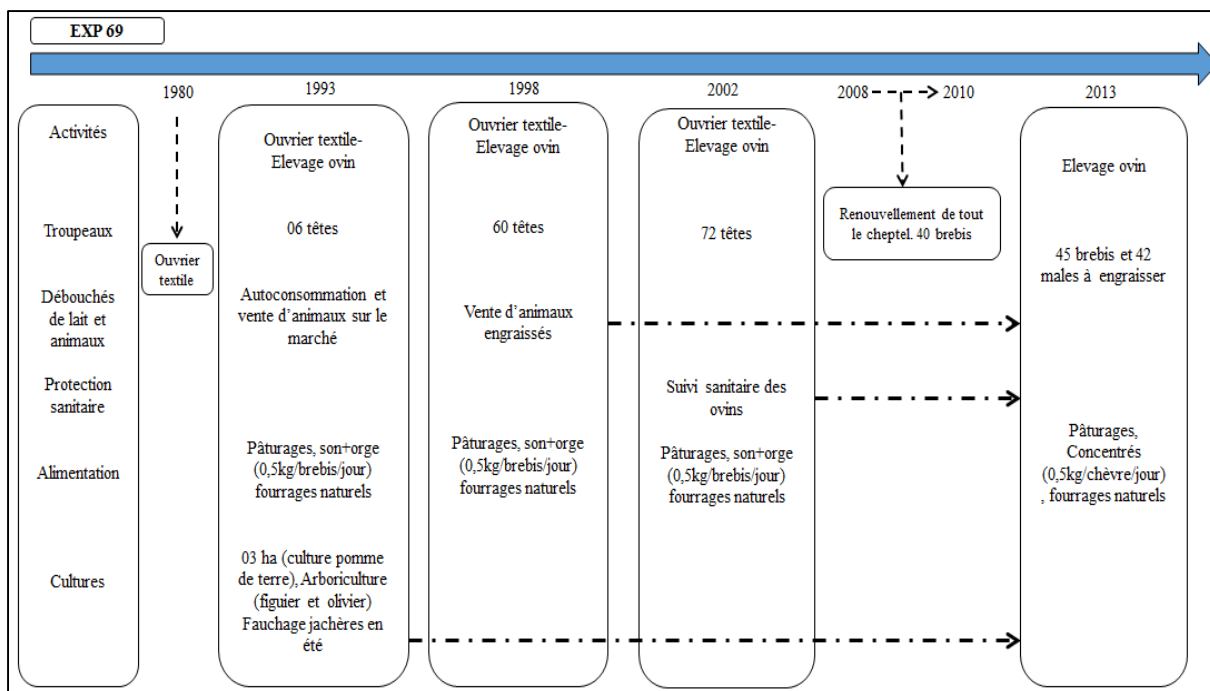 EXP 69
1980
1993
1998
2002
2008
2010
2013
Activités
Troupeaux
Débouchés
de lait et
animaux
Protection
sanitaire
Alimentation
Cultures
Ouvrier
textile
Ouvrier textile-
Elevage ovin
06 têtes
Autoconsommation et
vente d'animaux sur le
marché
Pâturages, son+orge
(0,5kg/brebis/jour)
fourrages naturels
03 ha (culture pomme
de terre), Arboriculture
(figuier et olivier)
Fauchage jachères en
été
Ouvrier textile-
Elevage ovin
60 têtes
Vente d'animaux
engraissés
Pâturages, son+orge
(0,5kg/brebis/jour)
fourrages naturels
Ouvrier textile-
Elevage ovin
72 têtes
Suivi sanitaire des
ovins
Pâturages, son+orge
(0,5kg/brebis/jour)
fourrages naturels
Renouvellement de tout
le cheptel. 40 brebis
Elevage ovin
45 brebis et 42
males à engraisser
Pâturages,
Concentrés
(0,5kg/chèvre/jour)
, fourrages naturels